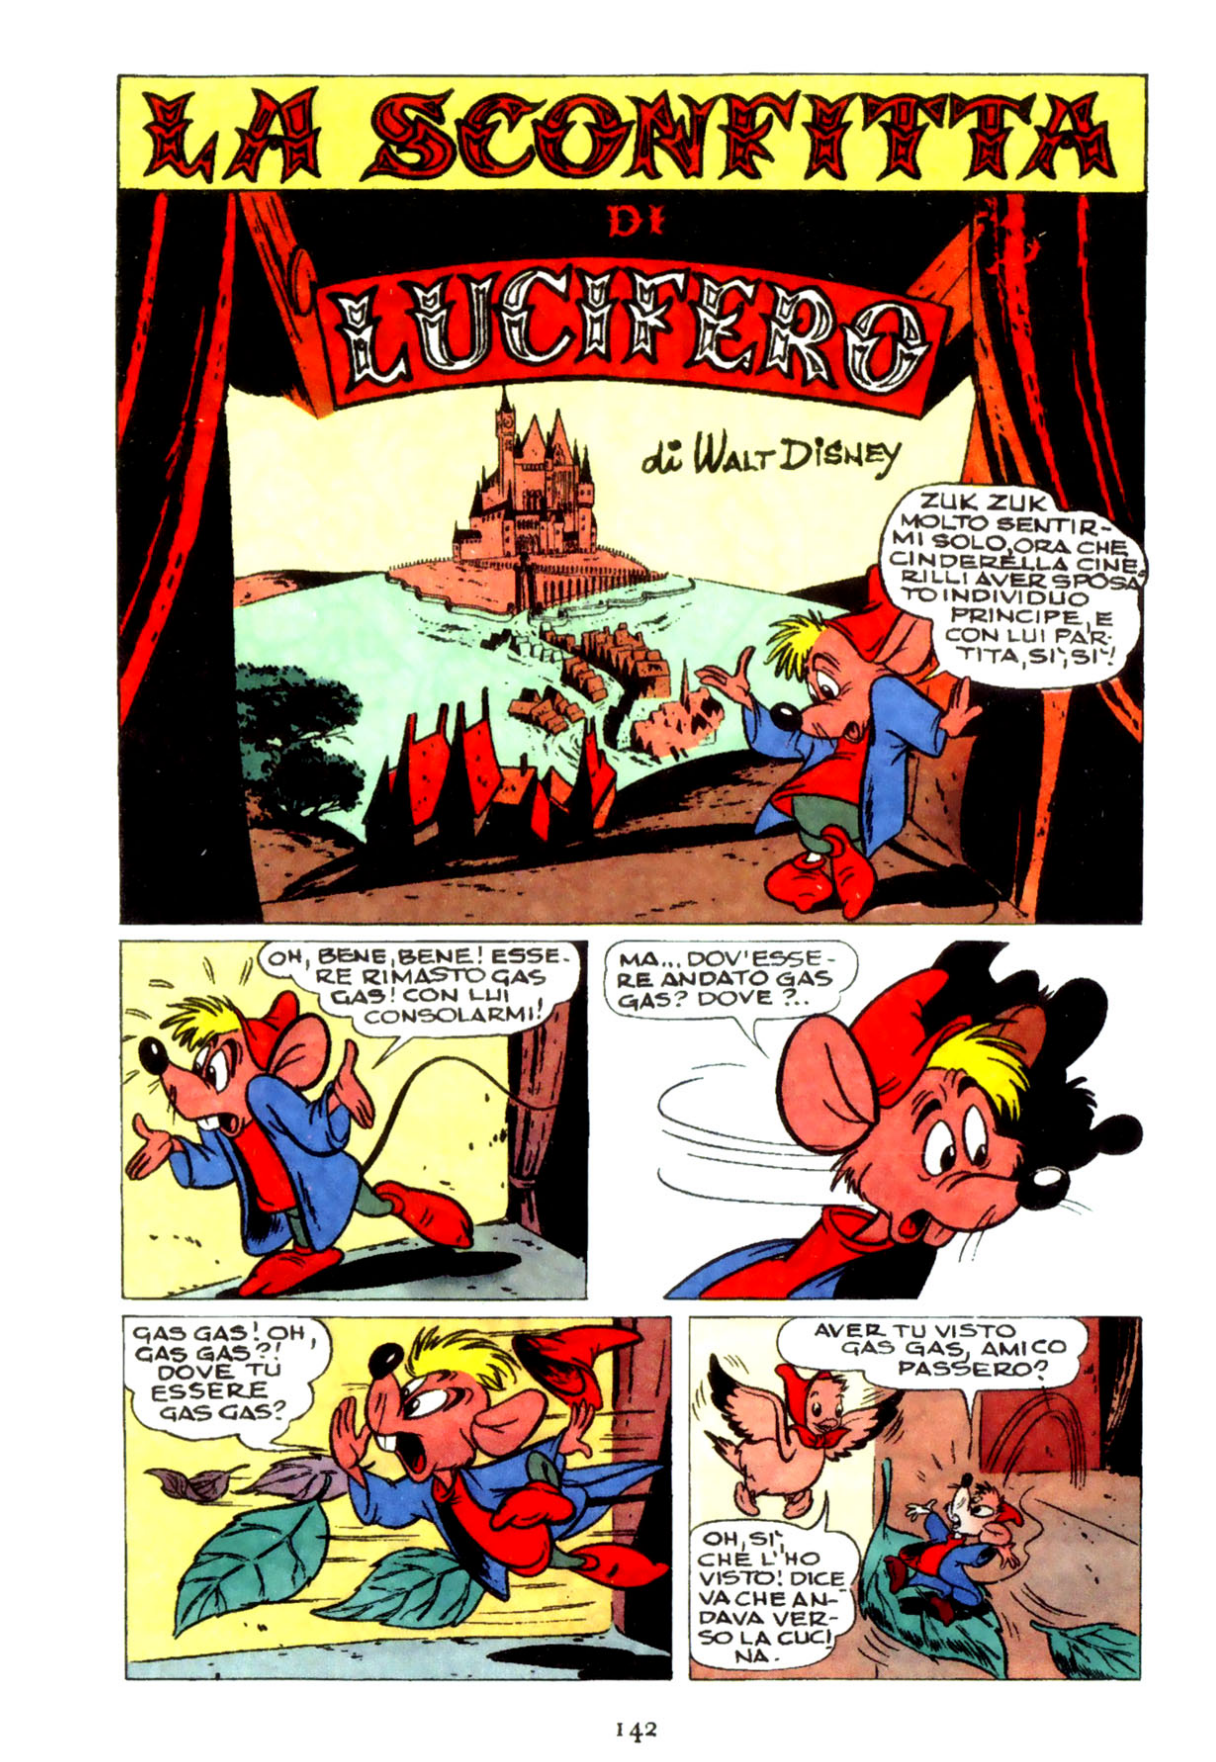 LA SCONFITTA
DI
LUCIFERO
di WALT DISNEY
ZUK ZUK
MOLTO SENTIR-
MI SOLO, ORA CHE
CINDERELLA CINE
RILLI AVER SPOSA
TO INDIVIDUO
PRINCIPE, E
CON LUI PAR-
TITA, SI', SI'!
OH, BENE, BENE! ESSE-
RE RIMASTO GAS
GAS! CON LUI
CONSOLARMI!
MA... DOV'ESSE-
RE ANDATO GAS
GAS? DOVE?..
GAS GAS! OH,
GAS GAS?!
DOVE TU
ESSERE
GAS GAS?
AVER TU VISTO
GAS GAS, AMICO
PASSERO?
OH, SI',
CHE L'HO
VISTO! DICE
VA CHE AN-
DAVA VER-
SO LA CUCI
NA.
142